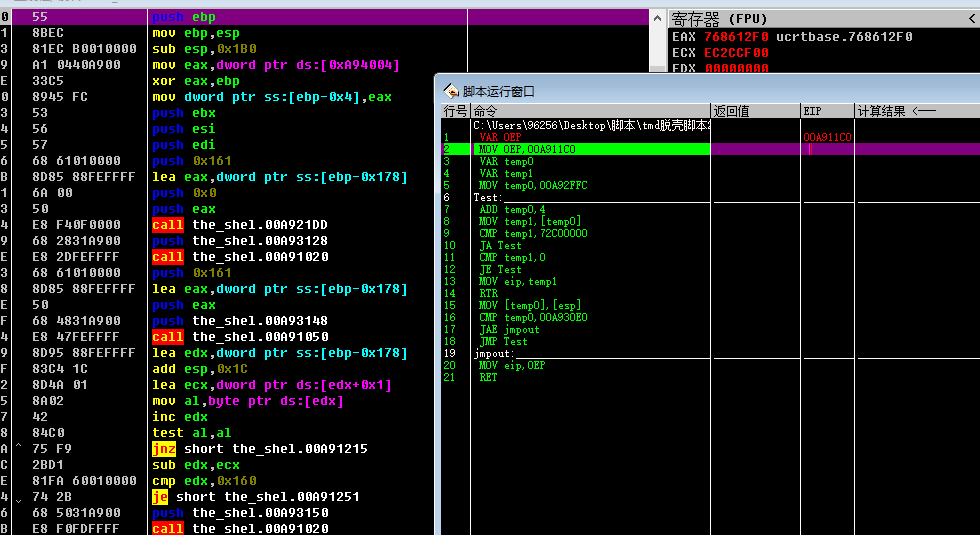 0 55 push ebp
1 8BEC mov ebp,esp
3 81EC B0010000 sub esp,0x1B0
9 A1 0440A900 mov eax,dword ptr ds:[0xA94004]
E 33C5 xor eax,ebp
0 8945 FC mov dword ptr ss:[ebp-0x4],eax
3 53 push ebx
4 56 push esi
5 57 push edi
6 68 61010000 push 0x161
B 8D85 88FEFFFF lea eax,dword ptr ss:[ebp-0x178]
1 6A 00 push 0x0
3 50 push eax
4 E8 F40F0000 call the_shel.00A921DD
9 68 2831A900 push the_shel.00A93128
E E8 2DFEFFFF call the_shel.00A91020
3 68 61010000 push 0x161
8 8D85 88FEFFFF lea eax,dword ptr ss:[ebp-0x178]
E 50 push eax
F 68 4831A900 push the_shel.00A93148
4 E8 47FEFFFF call the_shel.00A91050
9 8D95 88FEFFFF lea edx,dword ptr ss:[ebp-0x178]
F 83C4 1C add esp,0x1C
2 8D4A 01 lea ecx,dword ptr ds:[edx+0x1]
5 8A02 mov al,byte ptr ds:[edx]
7 42 inc edx
8 84C0 test al,al
A 75 F9 jnz short the_shel.00A91215
C 2BD1 sub edx,ecx
E 81FA 60010000 cmp edx,0x160
4 74 2B je short the_shel.00A91251
6 68 5031A900 push the_shel.00A93150
B E8 F0FDFFFF call the_shel.00A91020
寄存器 (FPU) <
EAX 768612F0 ucrtbase.768612F0
ECX EC2CCF00
EDX 00000000
脚本运行窗口
行号 命令 返回值 EIP 计算结果 <──
C:\Users\96256\Desktop\脚本\tmd脱壳脚本
1 VAR OEP 00A911C0
2 MOV OEP,00A911C0
3 VAR temp0
4 VAR temp1
5 MOV temp0,00A92FFC
6 Test:
7 ADD temp0,4
8 MOV temp1,[temp0]
9 CMP temp1,72C00000
10 JA Test
11 CMP temp1,0
12 JE Test
13 MOV eip,temp1
14 RTR
15 MOV [temp0],[esp]
16 CMP temp0,00A930E0
17 JAE jmpout
18 JMP Test
19 jmpout:
20 MOV eip,OEP
21 RET